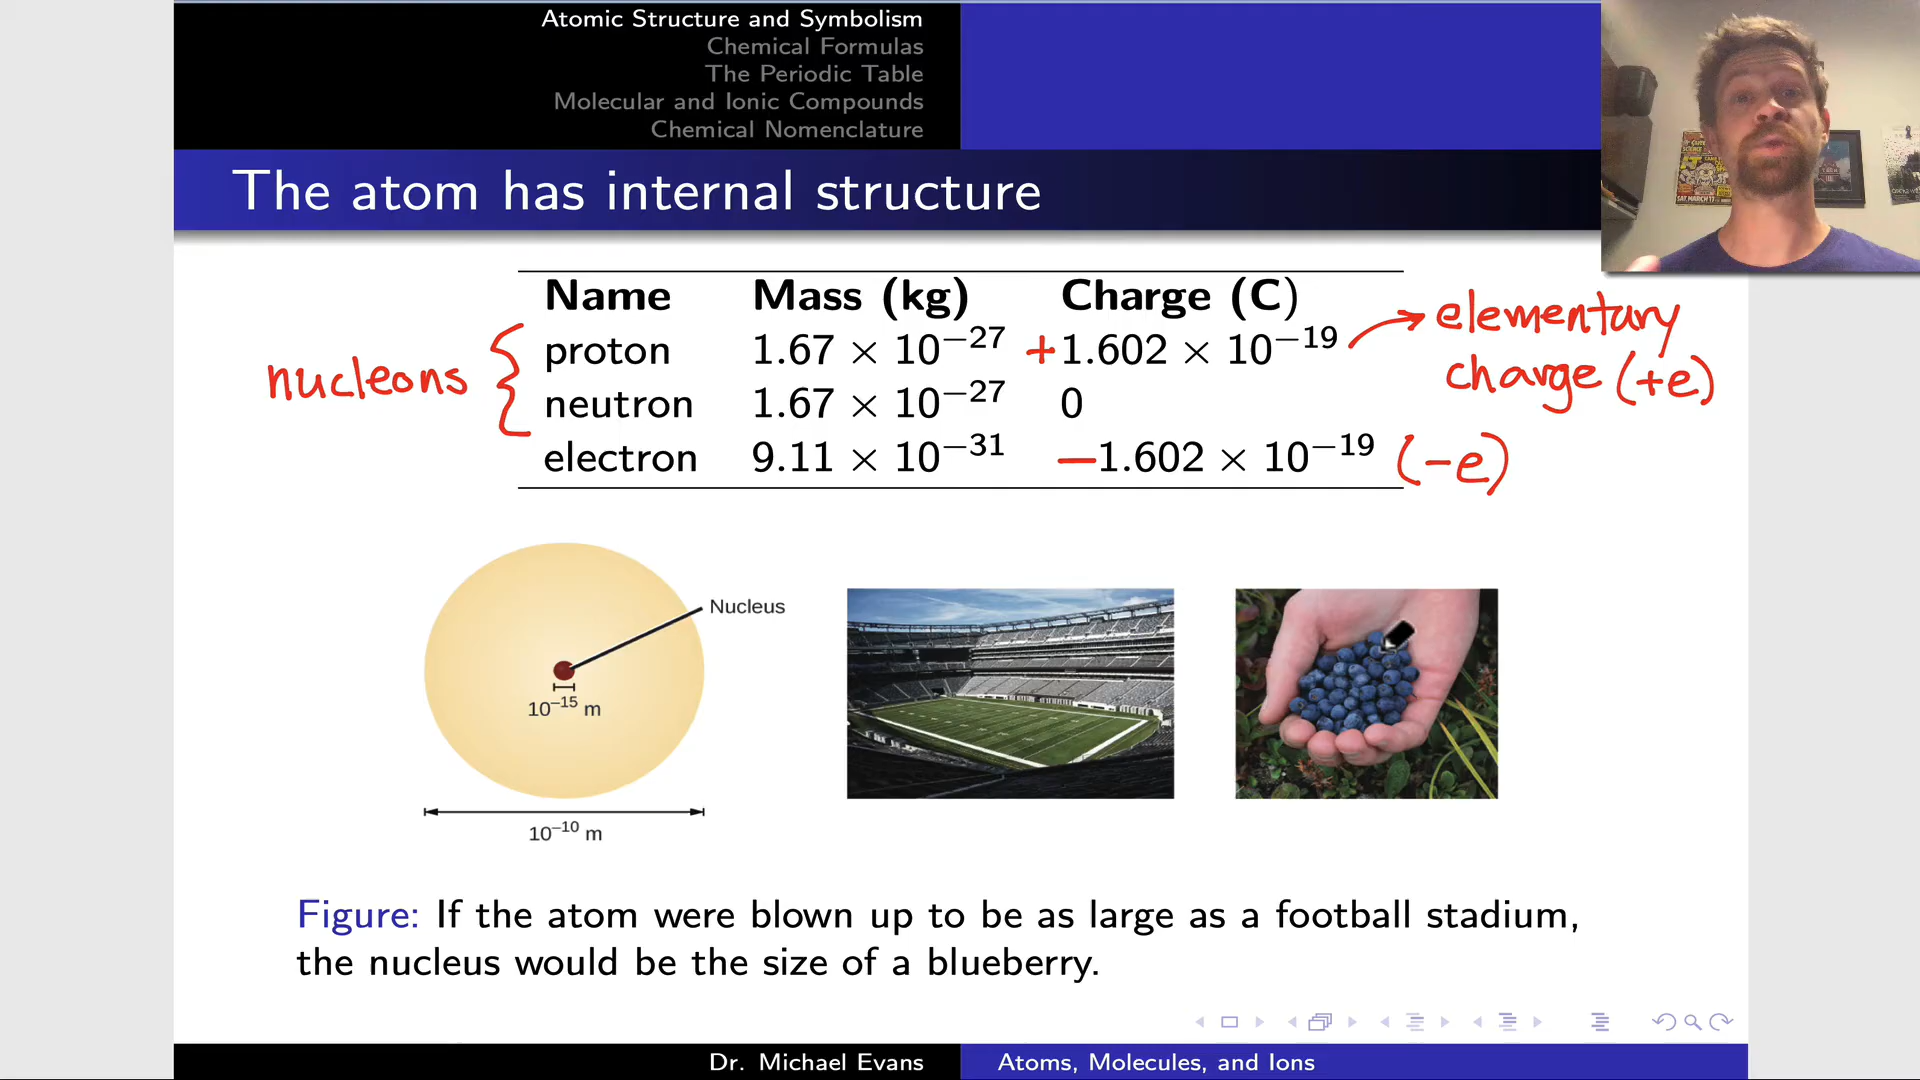 Atomic Structure and Symbolism
Chemical Formulas
The Periodic Table
Molecular and Ionic Compounds
Chemical Nomenclature
The atom has internal structure
Name Mass (kg) Charge (C)
proton 1.67 × 10⁻²⁷ +1.602 × 10⁻¹⁹
neutron 1.67 × 10⁻²⁷ 0
electron 9.11 × 10⁻³¹ −1.602 × 10⁻¹⁹ (−e)
nucleons
elementary
charge (+e)
Nucleus
10⁻¹⁵ m
10⁻¹⁰ m
Figure: If the atom were blown up to be as large as a football stadium,
the nucleus would be the size of a blueberry.
Dr. Michael Evans Atoms, Molecules, and Ions